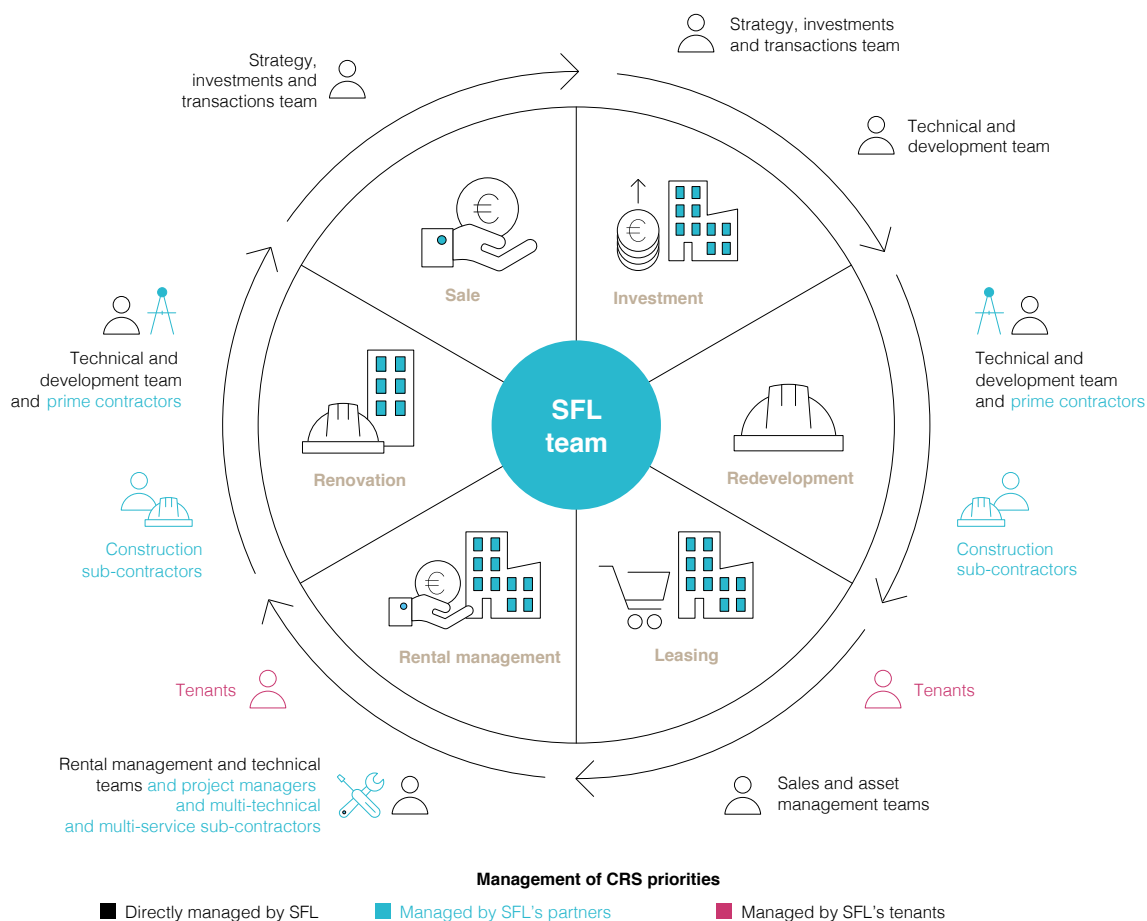 Strategy, investments
and transactions team
Strategy,
investments and
transactions team
Technical and
development team
€
€
Sale
Investment
Technical and
development team
and prime contractors
Technical and
development team
and prime contractors
SFL
team
Renovation
Redevelopment
Construction
sub-contractors
Construction
sub-contractors
€
Rental management
Leasing
Tenants
Tenants
Rental management and technical
teams and project managers
and multi-technical
and multi-service sub-contractors
Sales and asset
management teams
Management of CRS priorities
Directly managed by SFL
Managed by SFL's partners
Managed by SFL's tenants